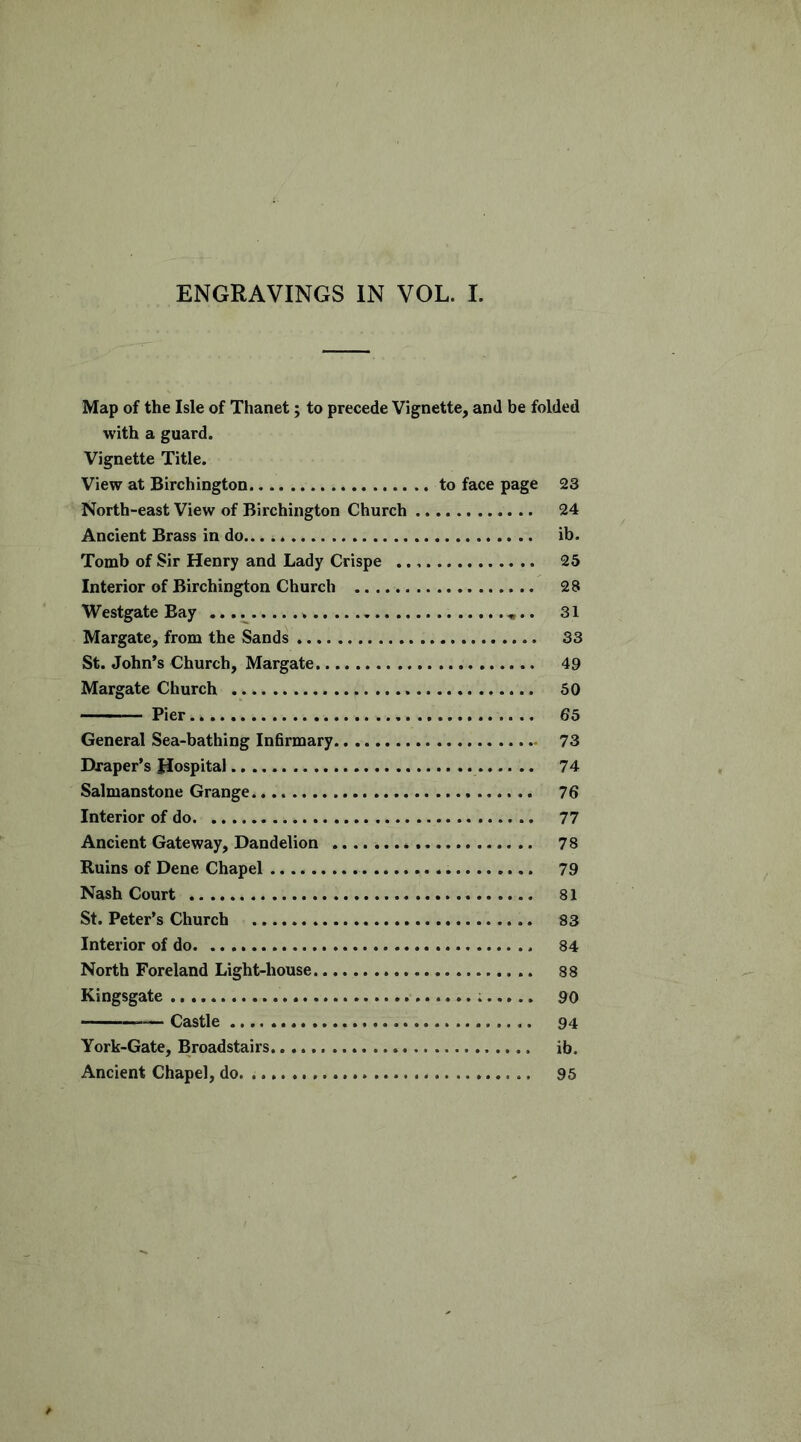 ENGRAVINGS IN VOL. I.
Map of the Isle of Thanet; to precede Vignette, and be folded
with a guard.
Vignette Title.
View at Birchington.................. to face page 23
North-east View of Birchington Church ............ 24
Ancient Brass in do............................. ib.
Tomb of Sir Henry and Lady Crispe ................ 25
Interior of Birchington Church .................. 28
Westgate Bay ................................ 31
Margate, from the Sands ........................ 33
St. John's Church, Margate...................... 49
Margate Church .............................. 50
——— Pier.................................. 65
General Sea-bathing Infirmary.................... 73
Draper's Hospital.............................. 74
Salmanstone Grange............................ 76
Interior of do. ................................ 77
Ancient Gateway, Dandelion .................... 78
Ruins of Dene Chapel .......................... 79
Nash Court .................................. 81
St. Peter's Church ............................ 83
Interior of do. ................................ 84
North Foreland Light-house...................... 88
Kingsgate .................................... 90
——— Castle .............................. 94
York-Gate, Broadstairs.......................... ib.
Ancient Chapel, do. ............................ 95